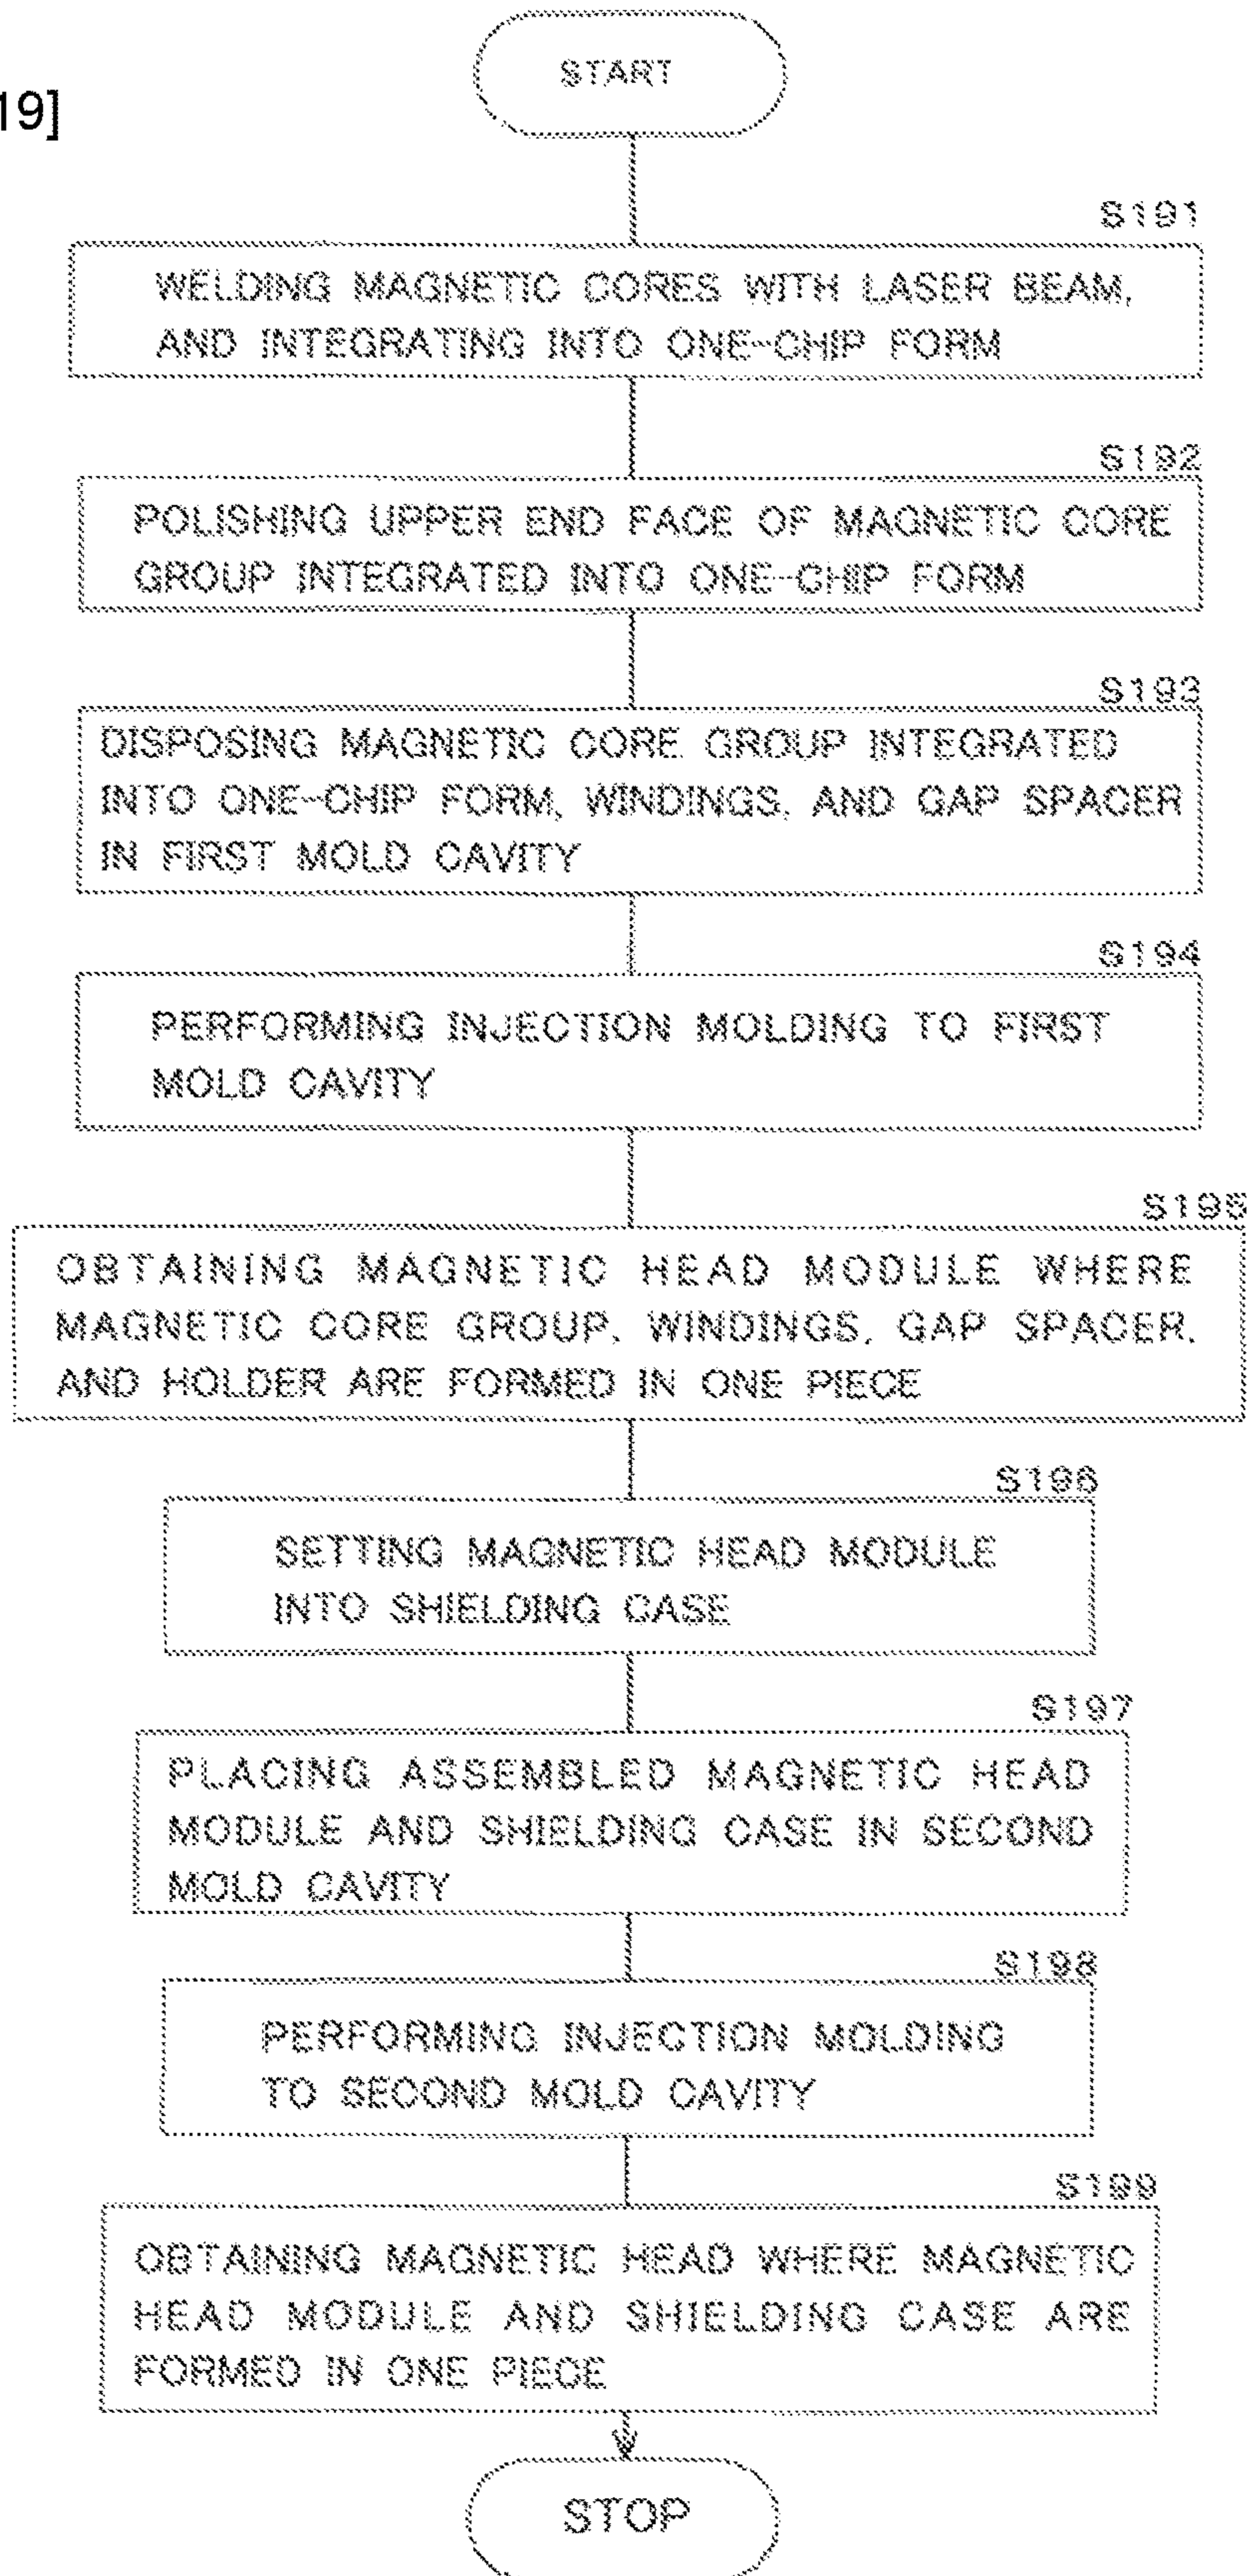 START
19]
S191
WELDING MAGNETIC CORES WITH LASER BEAM,
AND INTEGRATING INTO ONE-CHIP FORM
S192
POLISHING UPPER END FACE OF MAGNETIC CORE
GROUP INTEGRATED INTO ONE-CHIP FORM
S193
DISPOSING MAGNETIC CORE GROUP INTEGRATED
INTO ONE-CHIP FORM, WINDINGS, AND GAP SPACER
IN FIRST MOLD CAVITY
S194
PERFORMING INJECTION MOLDING TO FIRST
MOLD CAVITY
S195
OBTAINING MAGNETIC HEAD MODULE WHERE
MAGNETIC CORE GROUP, WINDINGS, GAP SPACER,
AND HOLDER ARE FORMED IN ONE PIECE
S196
SETTING MAGNETIC HEAD MODULE
INTO SHIELDING CASE
S197
PLACING ASSEMBLED MAGNETIC HEAD
MODULE AND SHIELDING CASE IN SECOND
MOLD CAVITY
S198
PERFORMING INJECTION MOLDING
TO SECOND MOLD CAVITY
S199
OBTAINING MAGNETIC HEAD WHERE MAGNETIC
HEAD MODULE AND SHIELDING CASE ARE
FORMED IN ONE PIECE
STOP